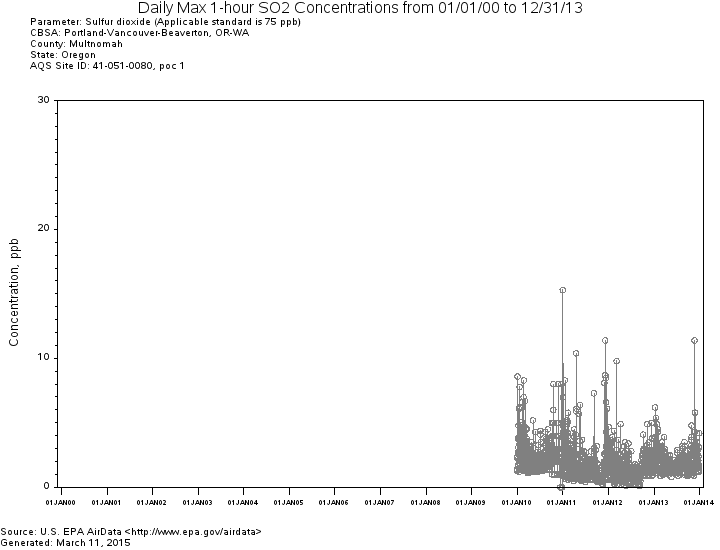 Daily Max 1-hour SO2 Concentrations from 01/01/00 to 12/31/13
Parameter: Sulfur dioxide (Applicable standard is 75 ppb)
CBSA: Portland-Vancouver-Beaverton, OR-WA
County: Multnomah
State: Oregon
AQS Site ID: 41-051-0080, poc 1
30
20
10
0
Concentration, ppb
01JAN00 01JAN01 01JAN02 01JAN03 01JAN04 01JAN05 01JAN06 01JAN07 01JAN08 01JAN09 01JAN10 01JAN11 01JAN12 01JAN13 01JAN14
Source: U.S. EPA AirData <http://www.epa.gov/airdata>
Generated: March 11, 2015